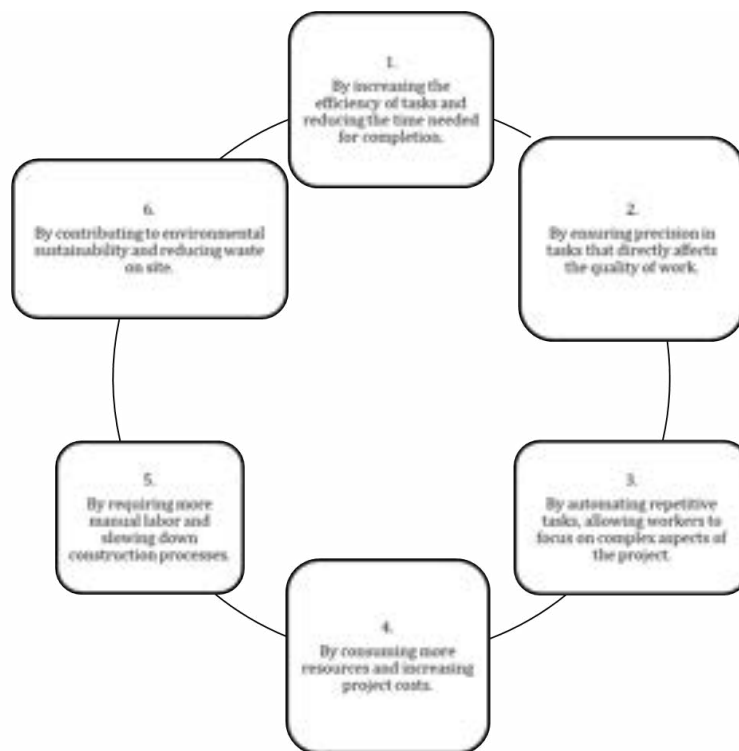 1.
By increasing the
efficiency of tasks and
reducing the time needed
for completion.
2.
By ensuring precision in
tasks that directly affects
the quality of work.
3.
By automating repetitive
tasks, allowing workers to
focus on complex aspects of
the project.
4.
By consuming more
resources and increasing
project costs.
5.
By requiring more
manual labor and
slowing down
construction processes.
6.
By contributing to environmental
sustainability and reducing waste
on site.